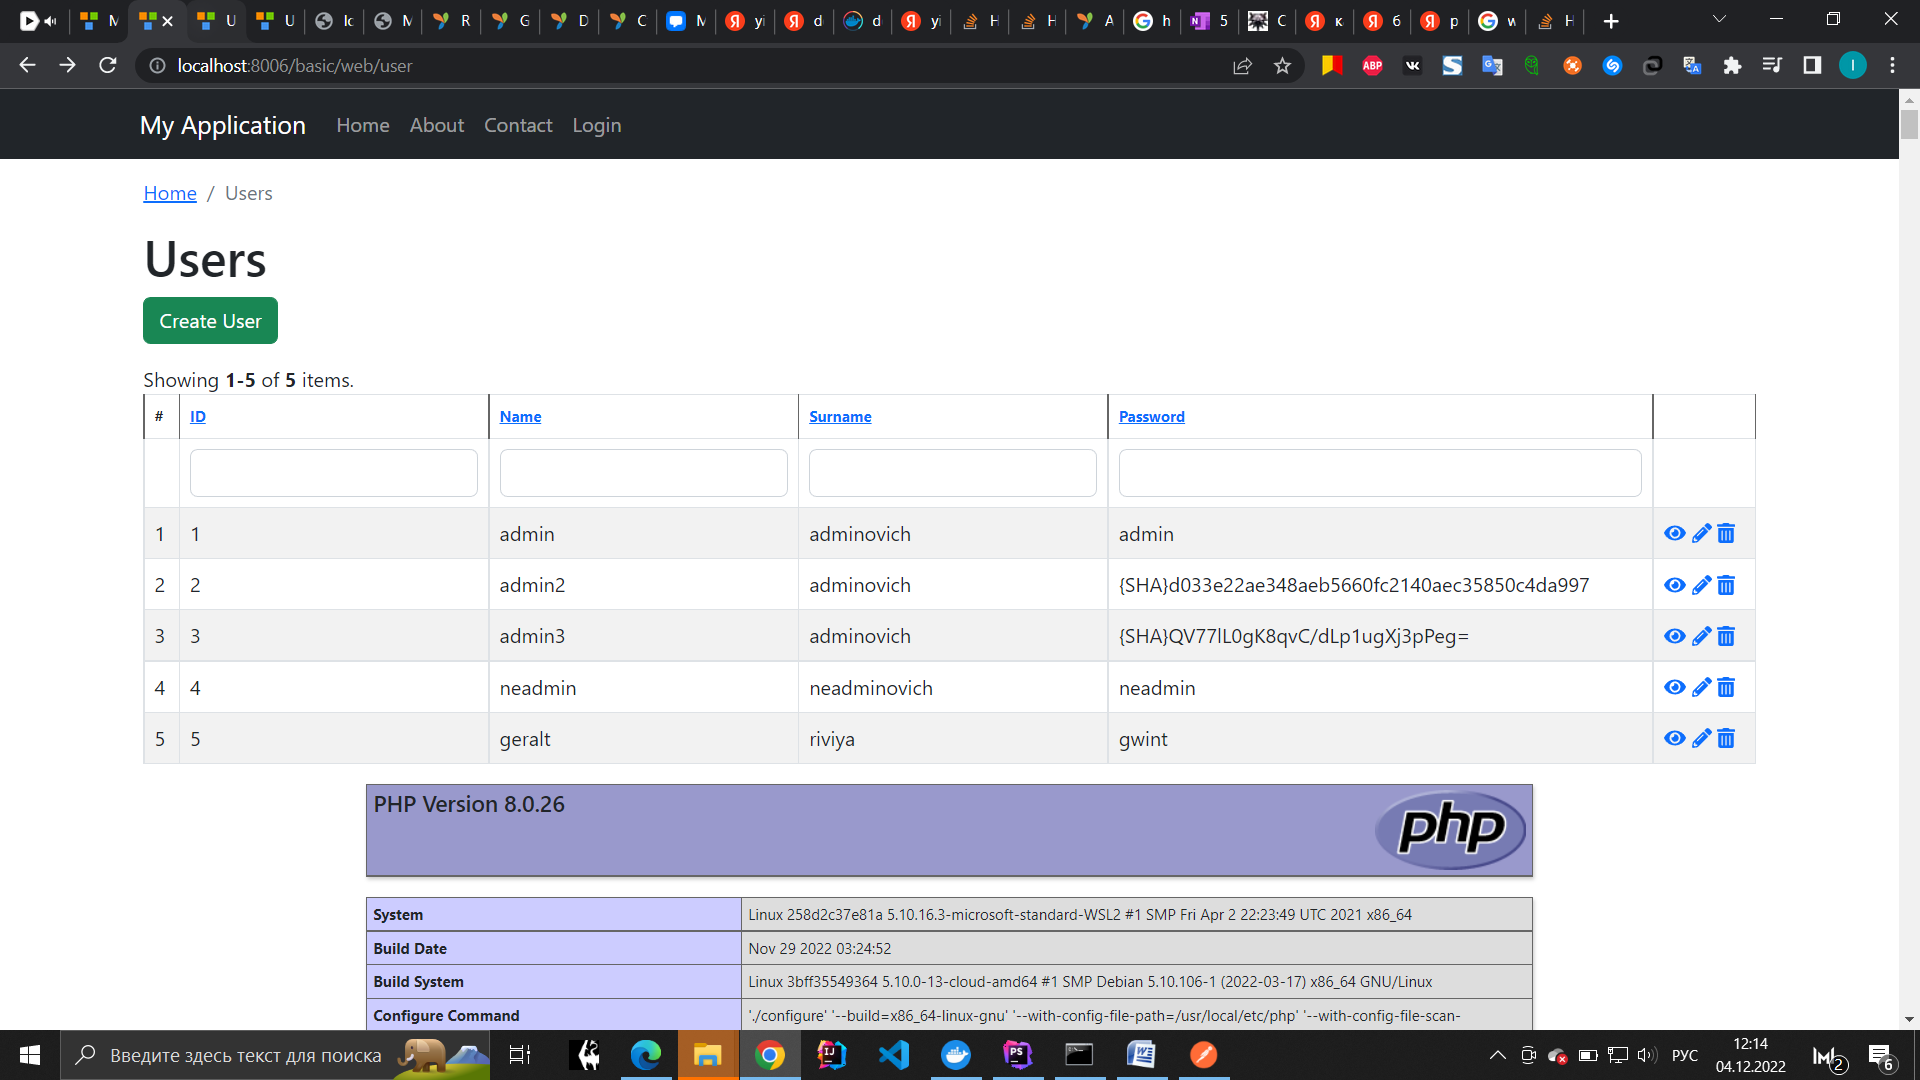 M
U
U
Ic
M
R
G
D
C
M
yi
d
d
yi
H
H
A
h
5
C
к
б
р
w
H
localhost:8006/basic/web/user
ABP
My Application Home About Contact Login
Home / Users
Users
Create User
Showing 1-5 of 5 items.
# ID Name Surname Password
1 1 admin adminovich admin
2 2 admin2 adminovich {SHA}d033e22ae348aeb5660fc2140aec35850c4da997
3 3 admin3 adminovich {SHA}QV77lL0gK8qvC/dLp1ugXj3pPeg=
4 4 neadmin neadminovich neadmin
5 5 geralt riviya gwint
PHP Version 8.0.26
php
System Linux 258d2c37e81a 5.10.16.3-microsoft-standard-WSL2 #1 SMP Fri Apr 2 22:23:49 UTC 2021 x86_64
Build Date Nov 29 2022 03:24:52
Build System Linux 3bff35549364 5.10.0-13-cloud-amd64 #1 SMP Debian 5.10.106-1 (2022-03-17) x86_64 GNU/Linux
Configure Command './configure' '--build=x86_64-linux-gnu' '--with-config-file-path=/usr/local/etc/php' '--with-config-file-scan-
Введите здесь текст для поиска
РУС
12:14
04.12.2022
2
6